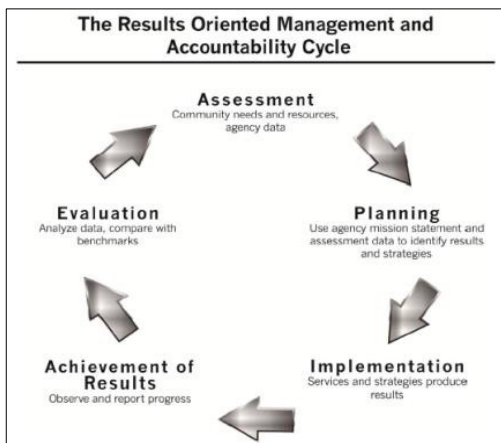 The Results Oriented Management and
Accountability Cycle
Assessment
Community needs and resources,
agency data
Planning
Use agency mission statement and
assessment data to identify results
and strategies
Implementation
Services and strategies produce
results
Achievement of
Results
Observe and report progress
Evaluation
Analyze data, compare with
benchmarks